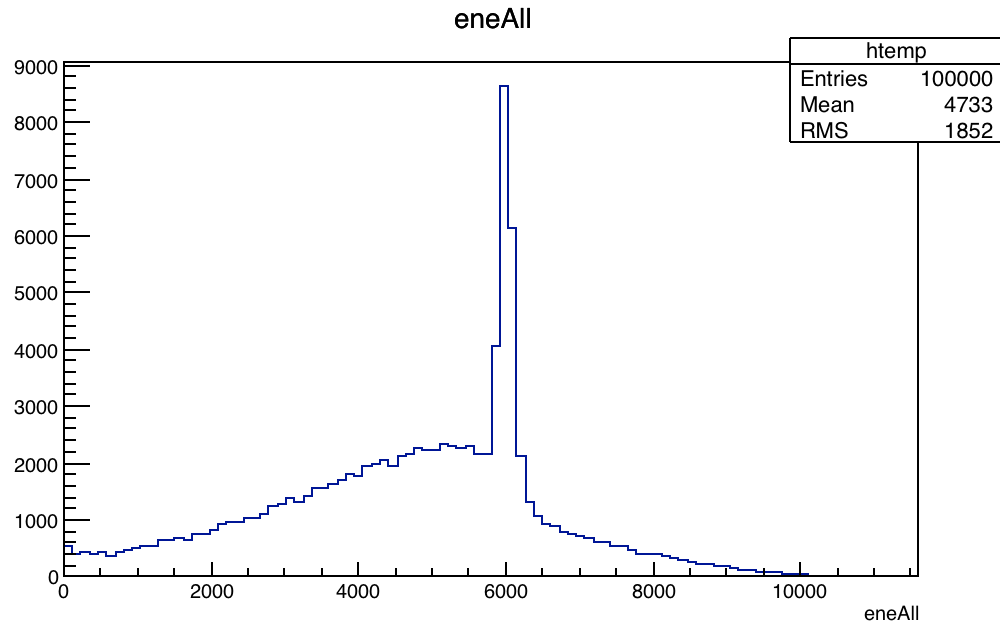 eneAll
htemp
Entries 100000
Mean 4733
RMS 1852
9000
8000
7000
6000
5000
4000
3000
2000
1000
0
0 2000 4000 6000 8000 10000
eneAll